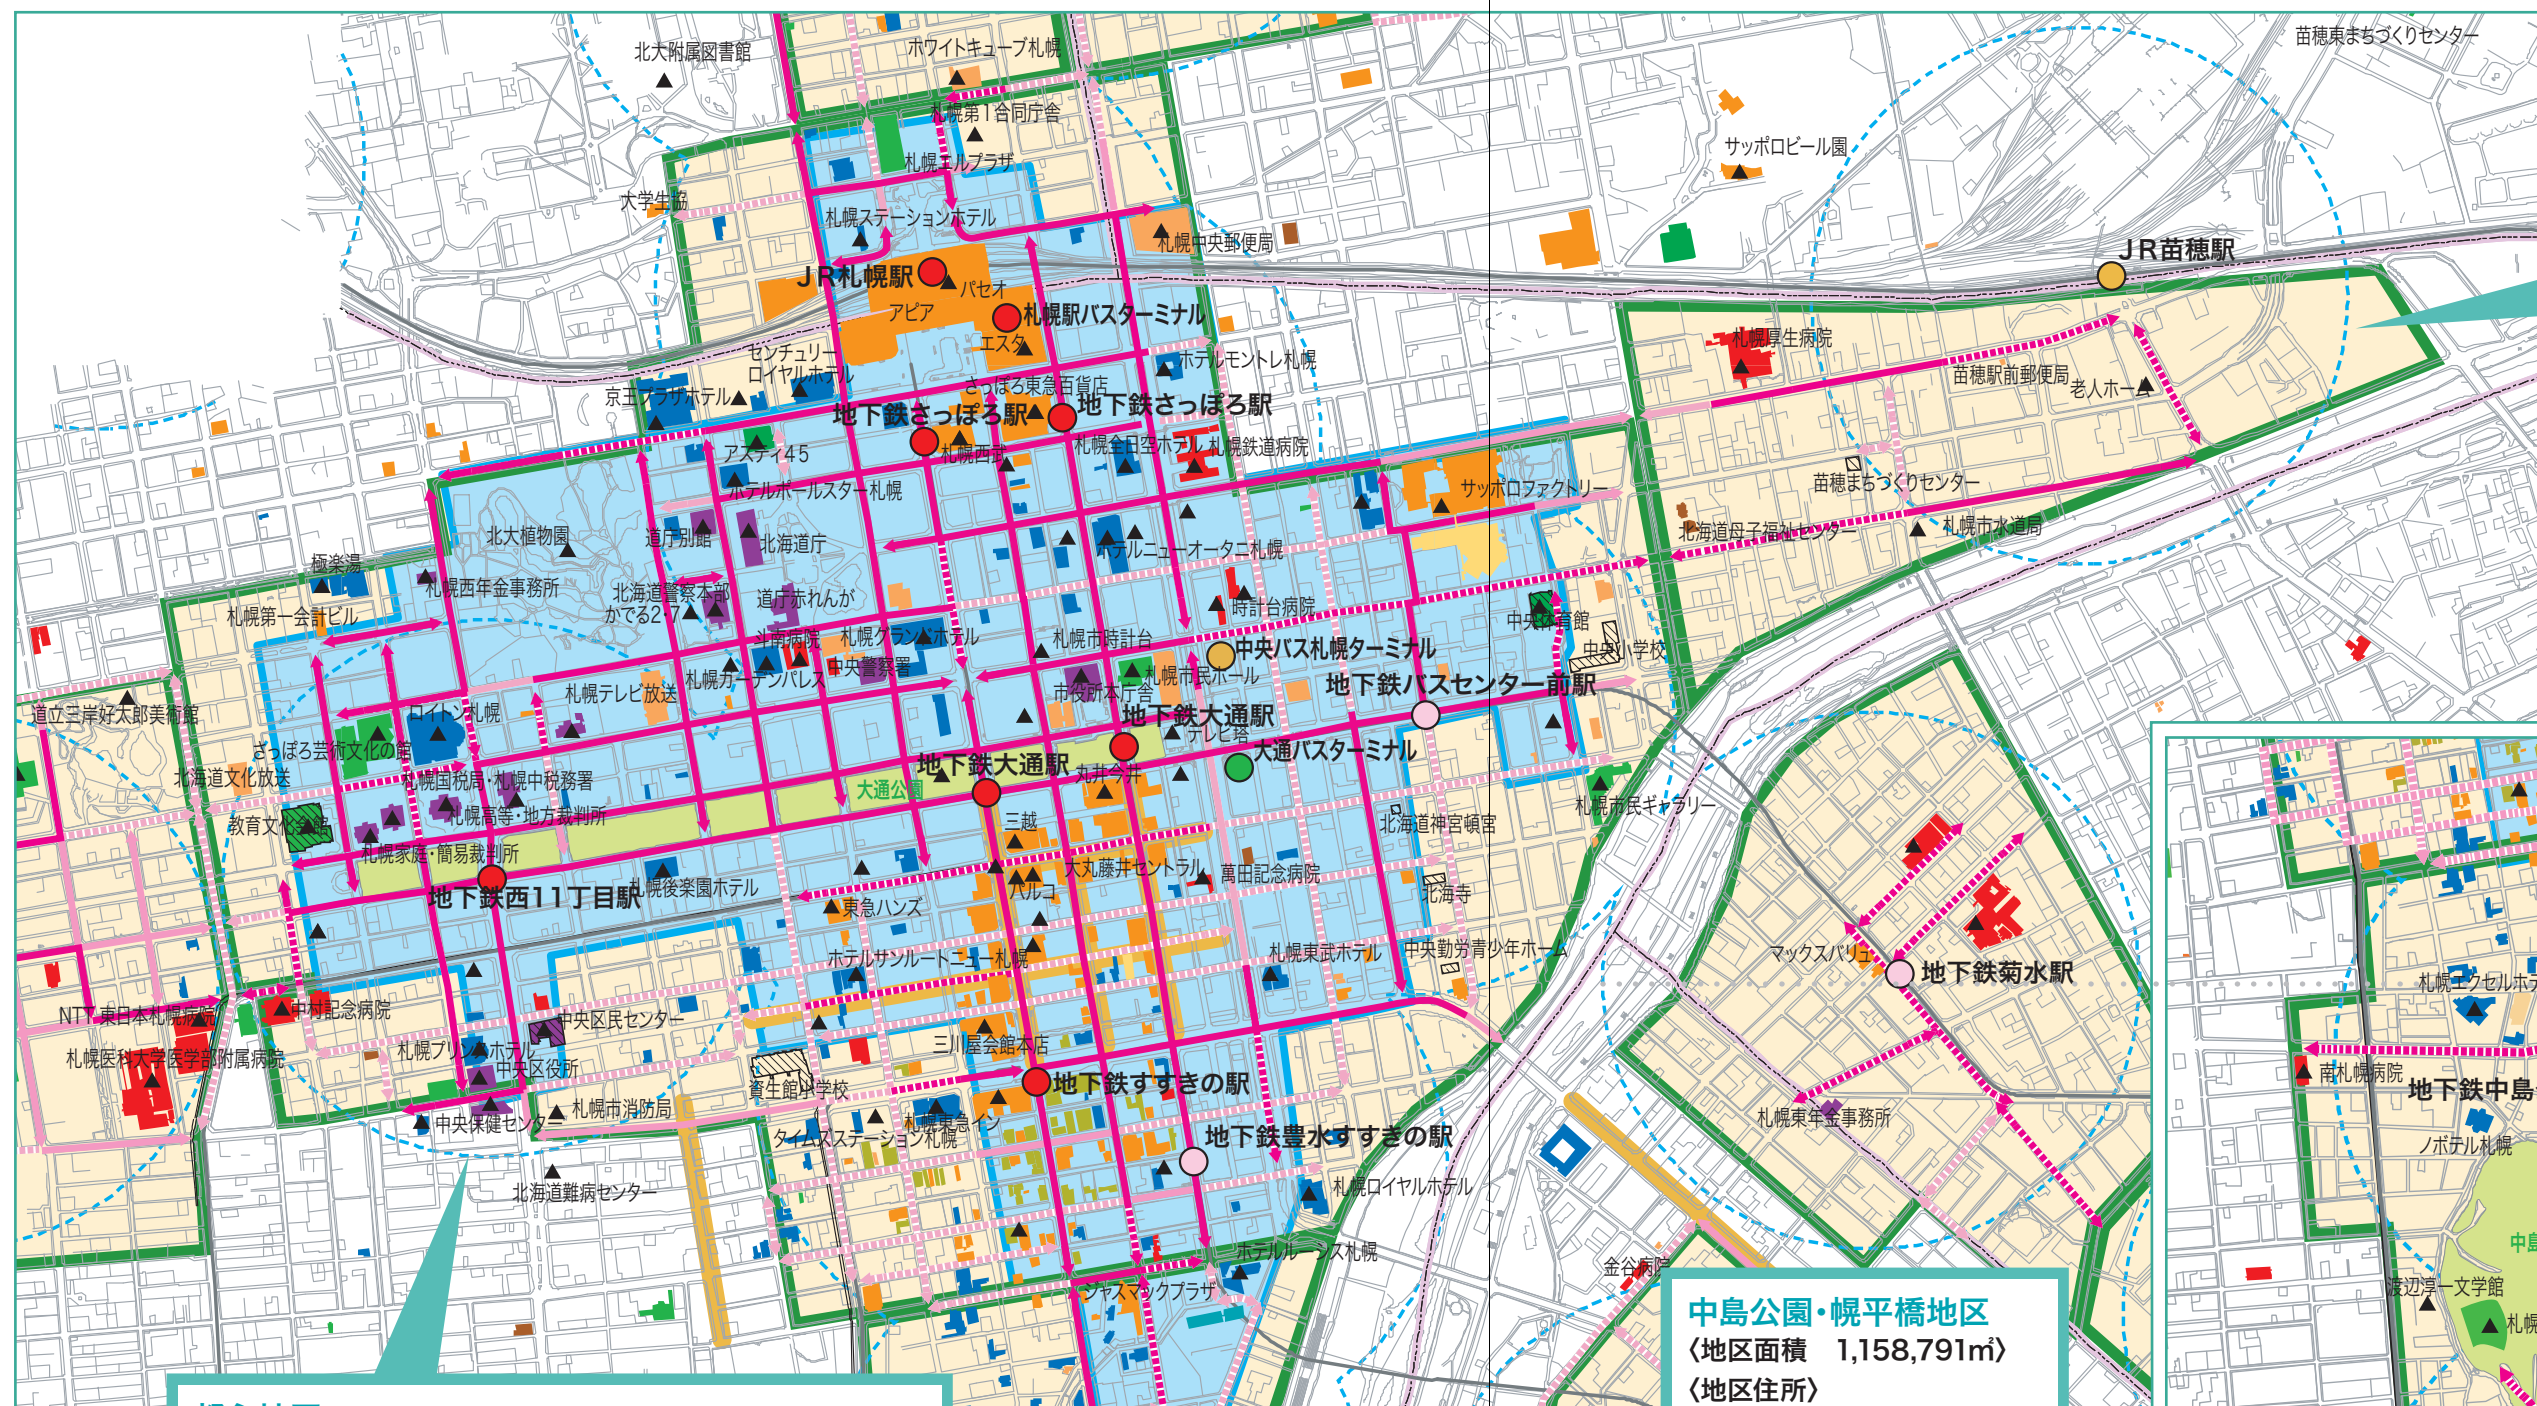 北大附属図書館
ホワイトキューブ札幌
苗穂東まちづくりセンター
札幌第1合同庁舎
サッポロビール園
札幌エルプラザ
大学生協
札幌ステーションホテル
札幌中央郵便局
JR苗穂駅
JR札幌駅
パセオ
アピア
札幌駅バスターミナル
エスタ
札幌厚生病院
センチュリー
ロイヤルホテル
ホテルモントレ札幌
苗穂駅前郵便局
老人ホーム
京王プラザホテル
さっぽろ東急百貨店
地下鉄さっぽろ駅
地下鉄さっぽろ駅
アスティ45
札幌西武
札幌全日空ホテル
札幌鉄道病院
ホテルポールスター札幌
サッポロファクトリー
苗穂まちづくりセンター
北大植物園
道庁別館
北海道庁
ホテルニューオータニ札幌
北海道母子福祉センター
札幌市水道局
極楽湯
札幌西年金事務所
北海道警察本部
かでる2・7
道庁赤れんが
札幌第一会計ビル
時計台病院
中央体育館
斗南病院
札幌グランドホテル
札幌市時計台
中央バス札幌ターミナル
中央小学校
札幌ガーデンパレス
中央警察署
札幌市民ホール
市役所本庁舎
地下鉄バスセンター前駅
札幌テレビ放送
道立三岸好太郎美術館
ロイトン札幌
地下鉄大通駅
テレビ塔
さっぽろ芸術文化の館
大通バスターミナル
地下鉄大通駅
丸井今井
北海道文化放送
札幌国税局・札幌中税務署
大通公園
札幌市民ギャラリー
札幌高等・地方裁判所
教育文化会館
三越
北海道神宮頓宮
札幌家庭・簡易裁判所
大丸藤井セントラル
萬田記念病院
地下鉄西11丁目駅
札幌後楽園ホテル
パルコ
北海寺
東急ハンズ
ホテルサンルートニュー札幌
札幌東武ホテル
中央勤労青少年ホーム
マックスバリュ
地下鉄菊水駅
札幌エクセルホテ
NTT東日本札幌病院
中村記念病院
中央区民センター
札幌プリンスホテル
三川屋会館本店
札幌医科大学医学部附属病院
中央区役所
資生館小学校
地下鉄すすきの駅
南札幌病院
地下鉄中島
中央保健センター
札幌市消防局
札幌東急イン
タイムズステーション札幌
札幌東年金事務所
地下鉄豊水すすきの駅
ノボテル札幌
北海道難病センター
札幌ロイヤルホテル
ホテルルーシス札幌
金谷病院
ジャスマックプラザ
渡辺淳一文学館
中島公園・幌平橋地区
〈地区面積　1,158,791㎡〉
〈地区住所〉